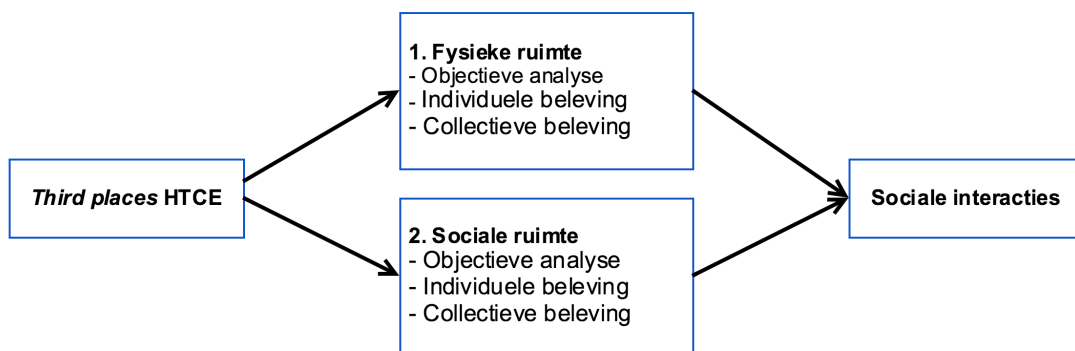 Third places HTCE
1. Fysieke ruimte
- Objectieve analyse
- Individuele beleving
- Collectieve beleving
2. Sociale ruimte
- Objectieve analyse
- Individuele beleving
- Collectieve beleving
Sociale interacties